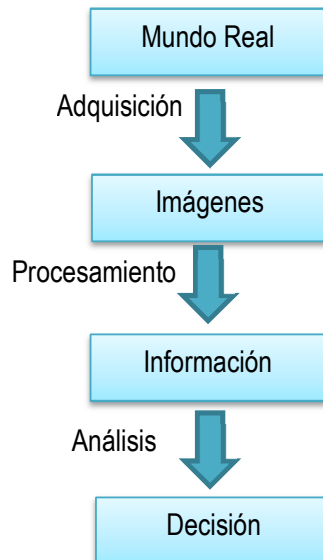 Mundo Real
Adquisición
Imágenes
Procesamiento
Información
Análisis
Decisión